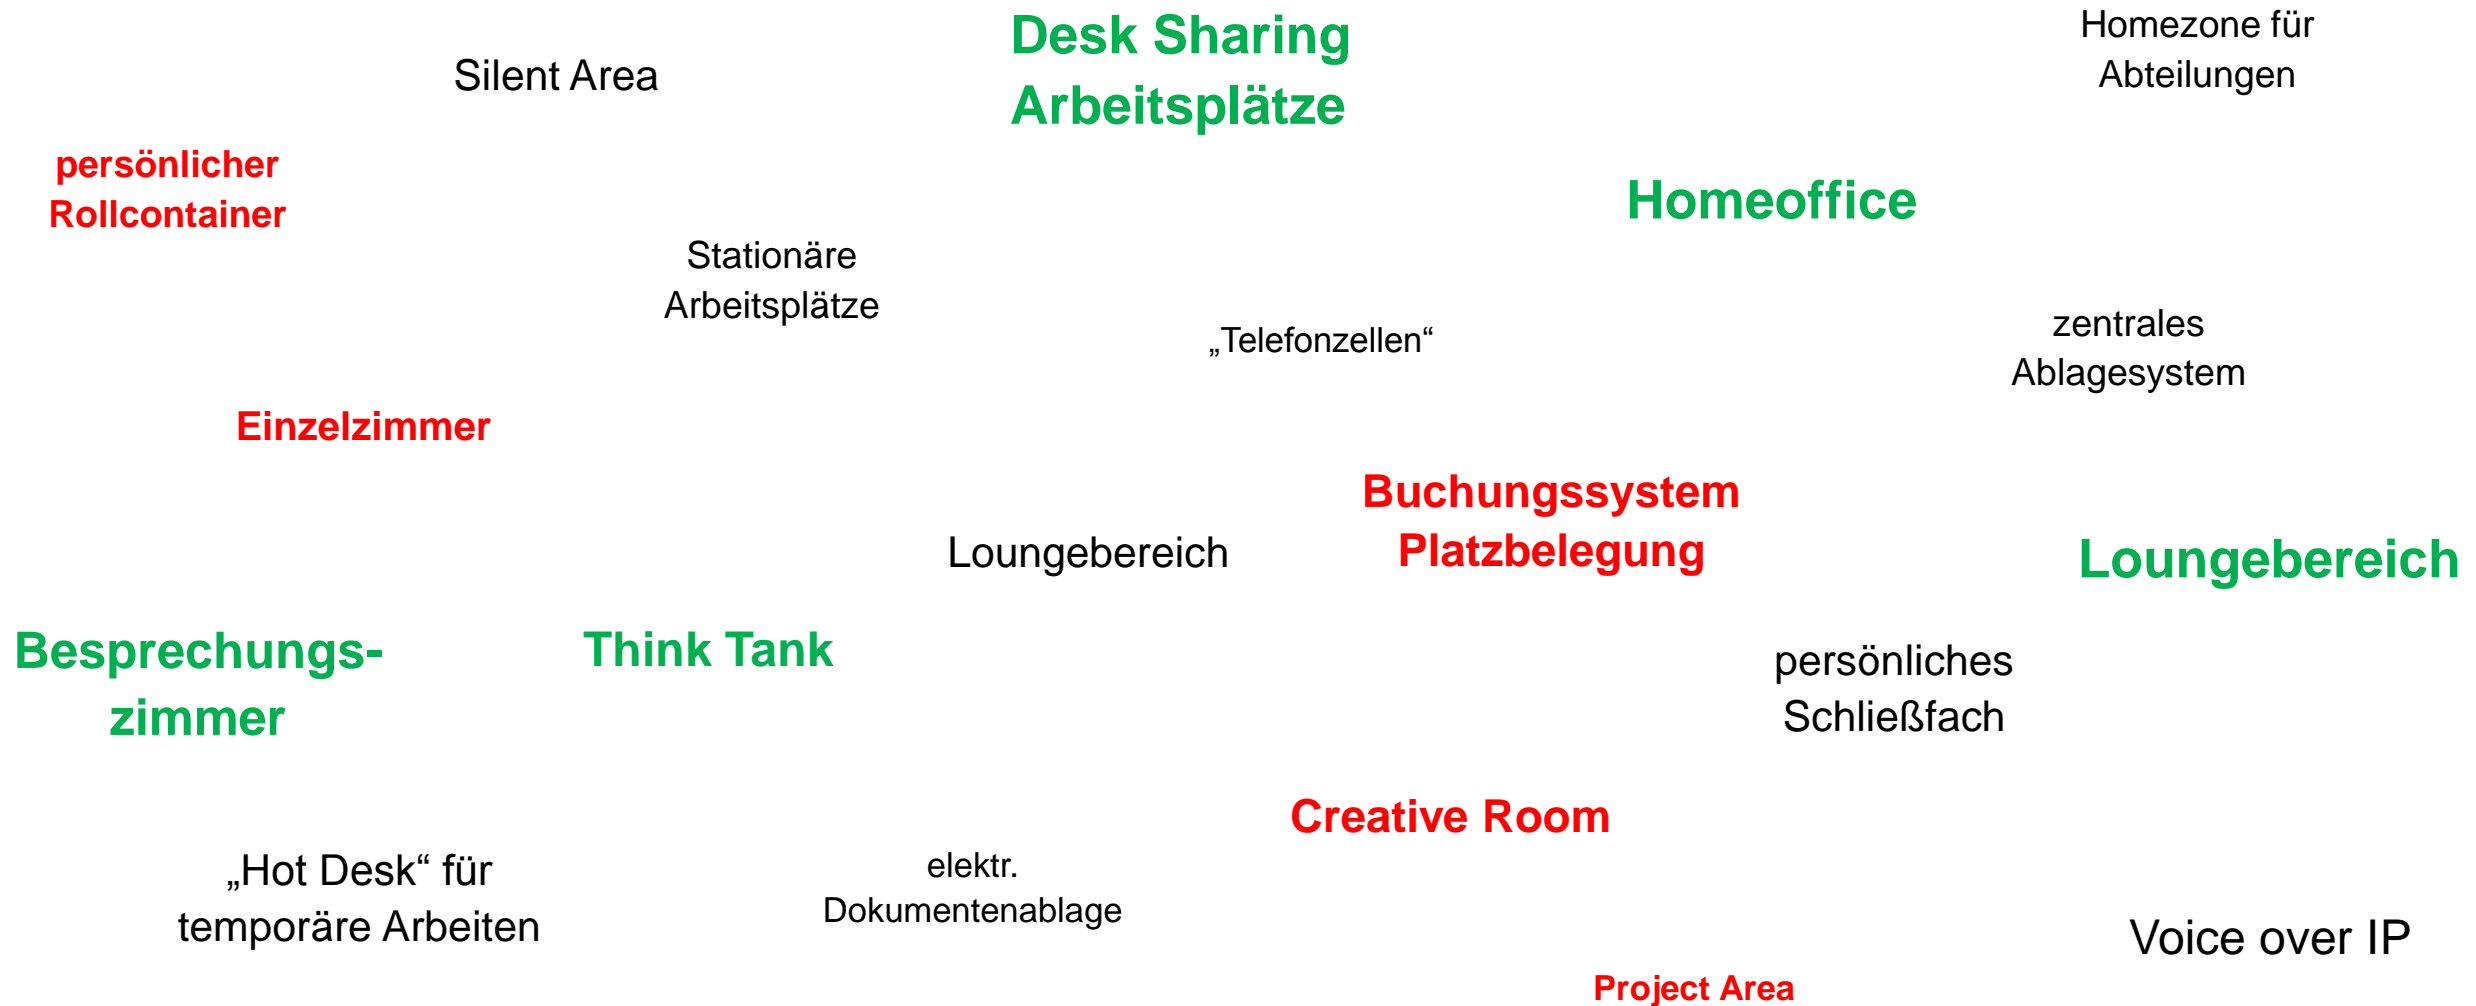 Desk Sharing
Arbeitsplätze
Homezone für
Abteilungen
Silent Area
persönlicher
Rollcontainer
Homeoffice
Stationäre
Arbeitsplätze
„Telefonzellen“
zentrales
Ablagesystem
Einzelzimmer
Buchungssystem
Platzbelegung
Loungebereich
Loungebereich
Besprechungs-
zimmer
Think Tank
persönliches
Schließfach
Creative Room
„Hot Desk“ für
temporäre Arbeiten
elektr.
Dokumentenablage
Voice over IP
Project Area